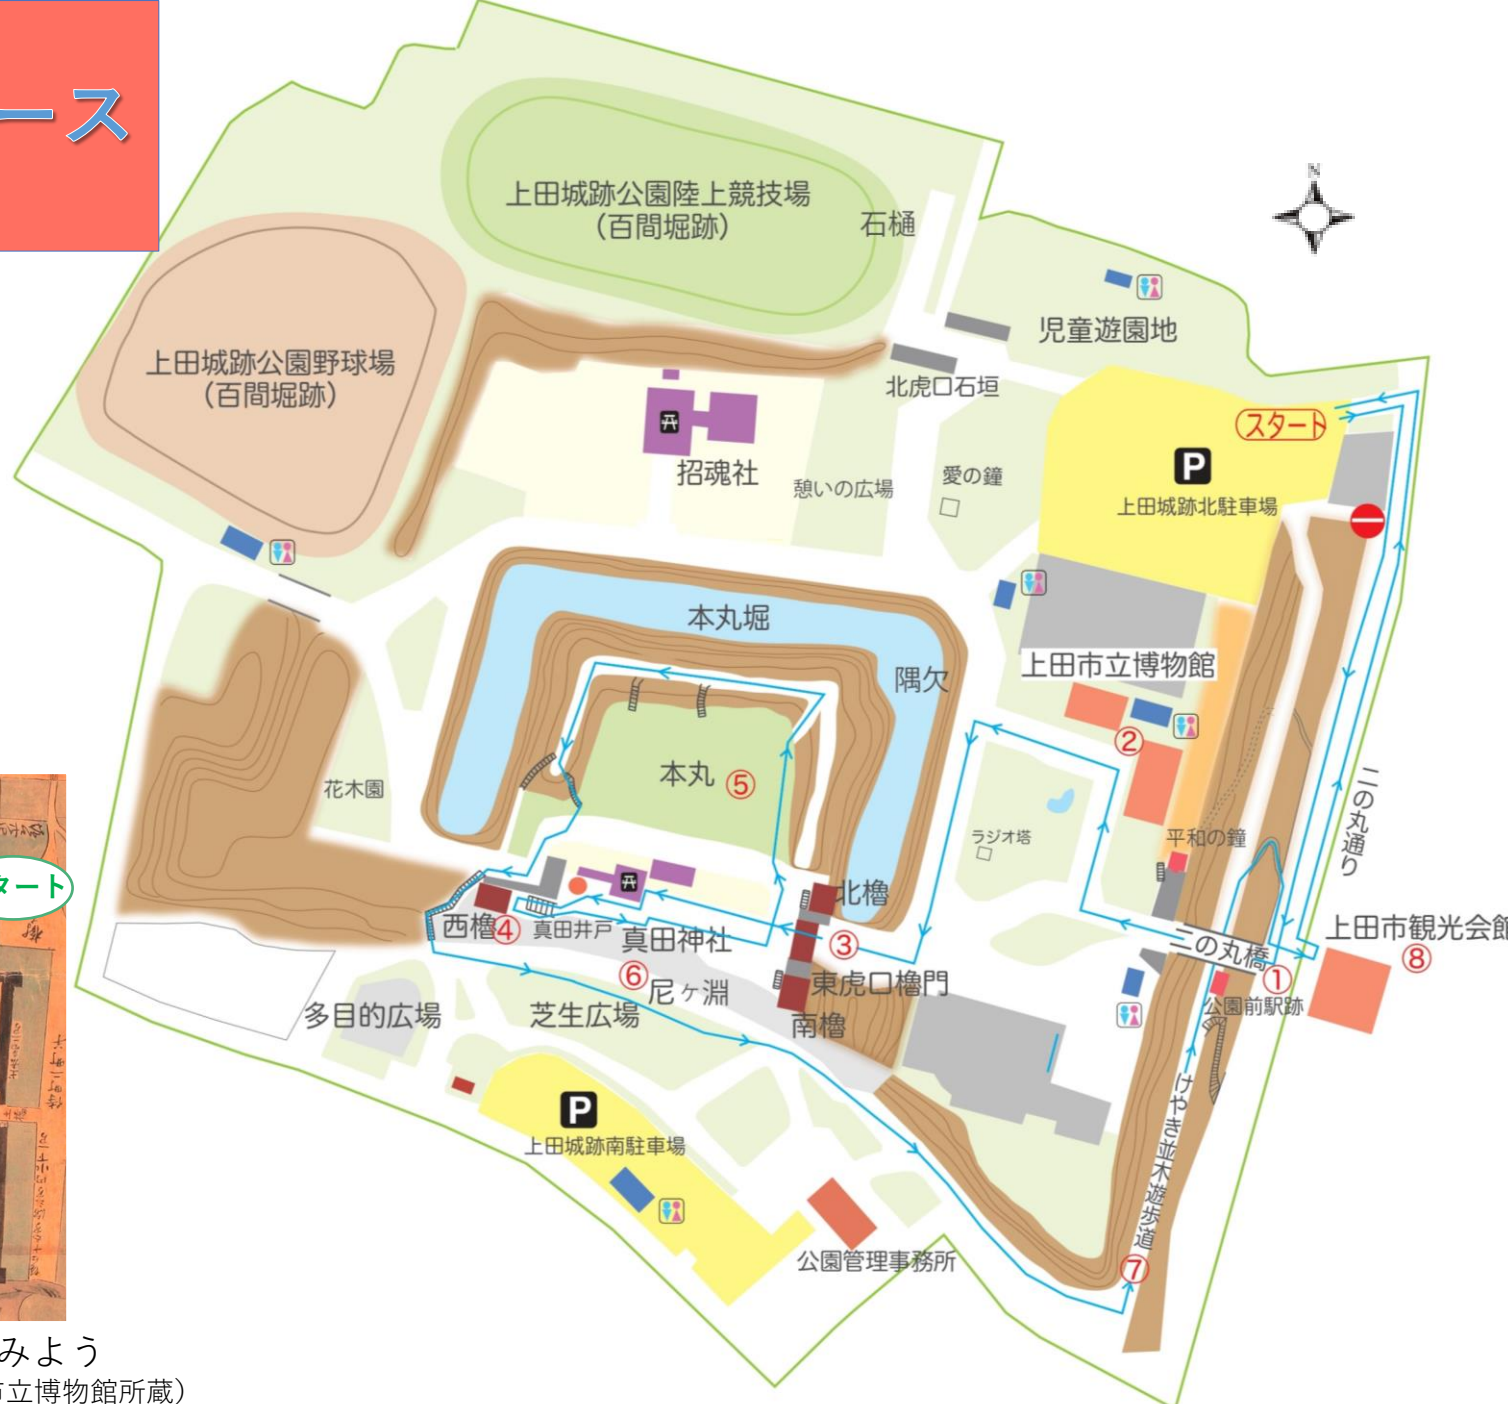 ース
N
上田城跡公園陸上競技場
（百間堀跡）
石樋
児童遊園地
上田城跡公園野球場
（百間堀跡）
北虎口石垣
スタート
招魂社
憩いの広場
愛の鐘
P
上田城跡北駐車場
本丸堀
隅欠
上田市立博物館
②
本丸
⑤
花木園
二の丸通り
ラジオ塔
平和の鐘
タート
北櫓
西櫓
④
真田井戸
真田神社
③
二の丸橋
①
上田市観光会館
⑧
⑥
尼ヶ淵
東虎口櫓門
公園前駅跡
多目的広場
芝生広場
南櫓
けやき並木遊歩道
P
上田城跡南駐車場
公園管理事務所
⑦
みよう
市立博物館所蔵）